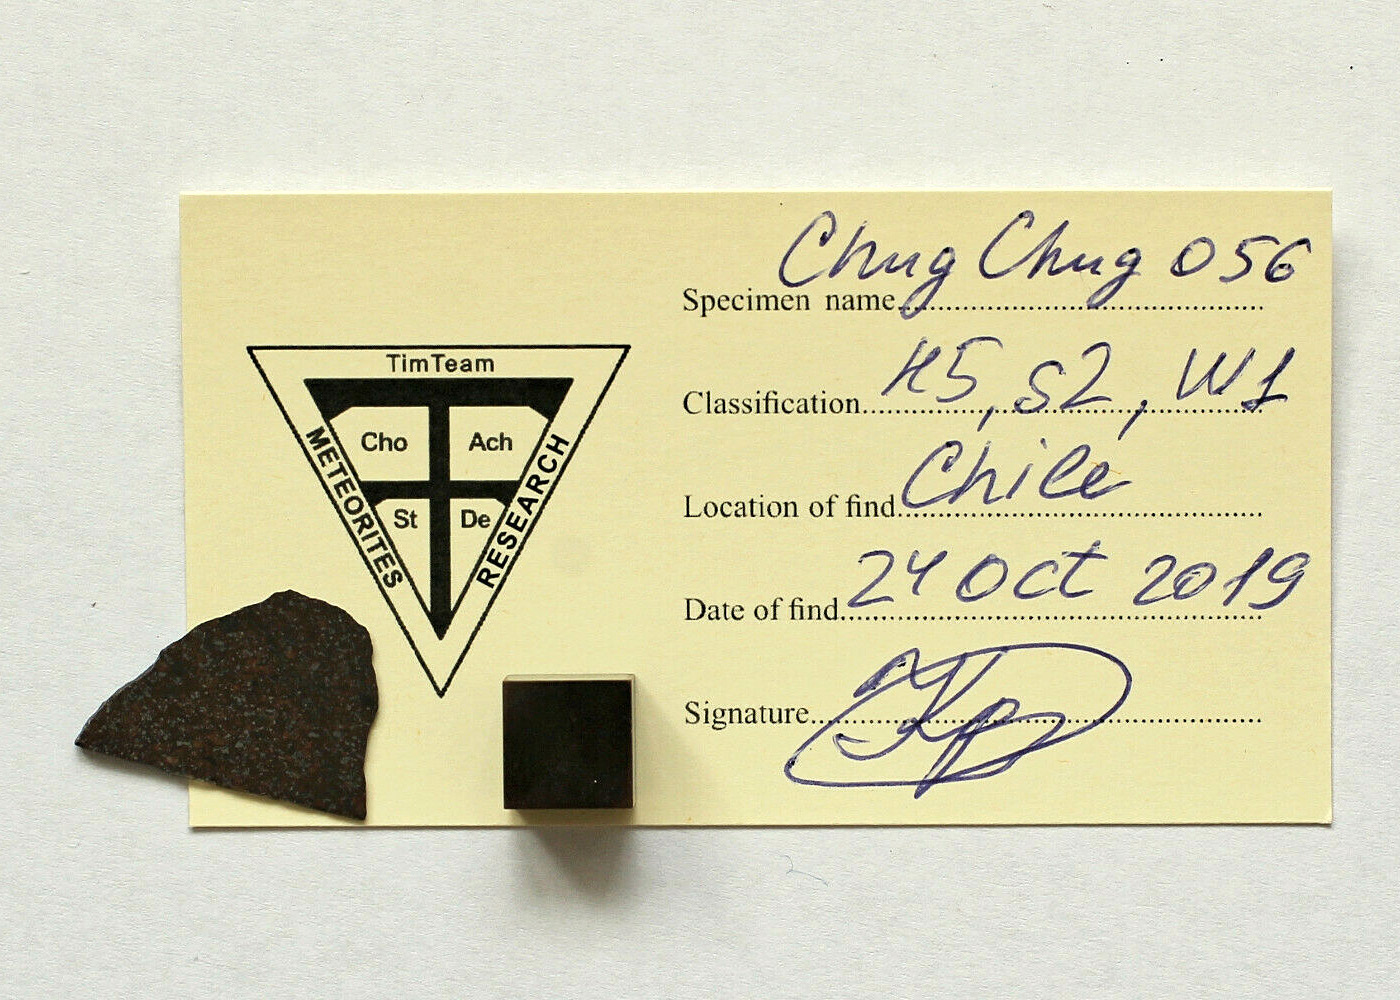 TimTeam
METEORITES
RESEARCH
Cho
Ach
St
De
Specimen name Chug Chug 056
Classification H5, S2, W1
Location of find Chile
Date of find 24 Oct 2019
Signature